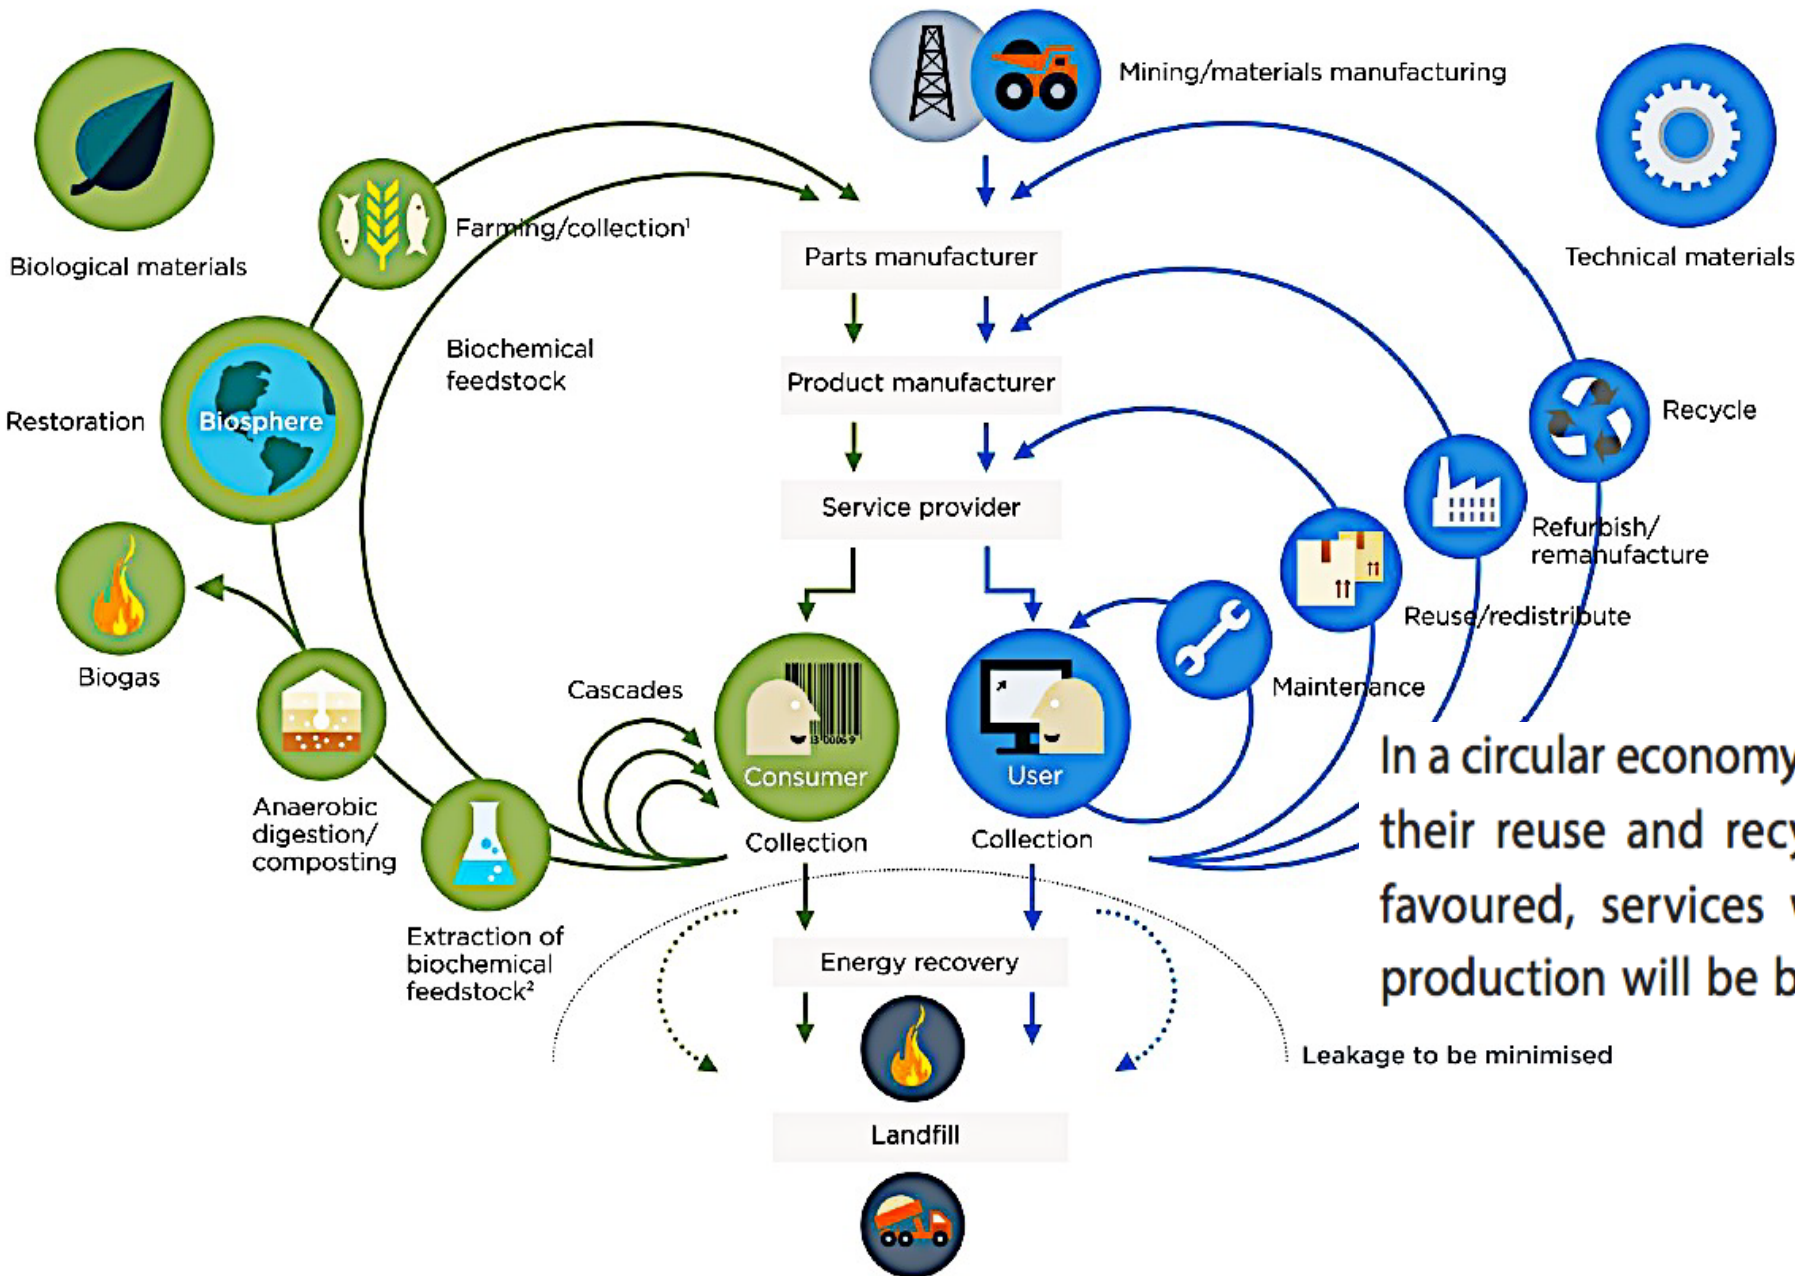 Mining/materials manufacturing
Biological materials
Farming/collection¹
Parts manufacturer
Technical materials
Biochemical
feedstock
Product manufacturer
Restoration
Biosphere
Recycle
Service provider
Refurbish/
remanufacture
Reuse/redistribute
Biogas
Cascades
Maintenance
Consumer
User
Anaerobic
digestion/
composting
Collection
Collection
In a circular economy
their reuse and recy
favoured, services
production will be b
Extraction of
biochemical
feedstock²
Energy recovery
Leakage to be minimised
Landfill